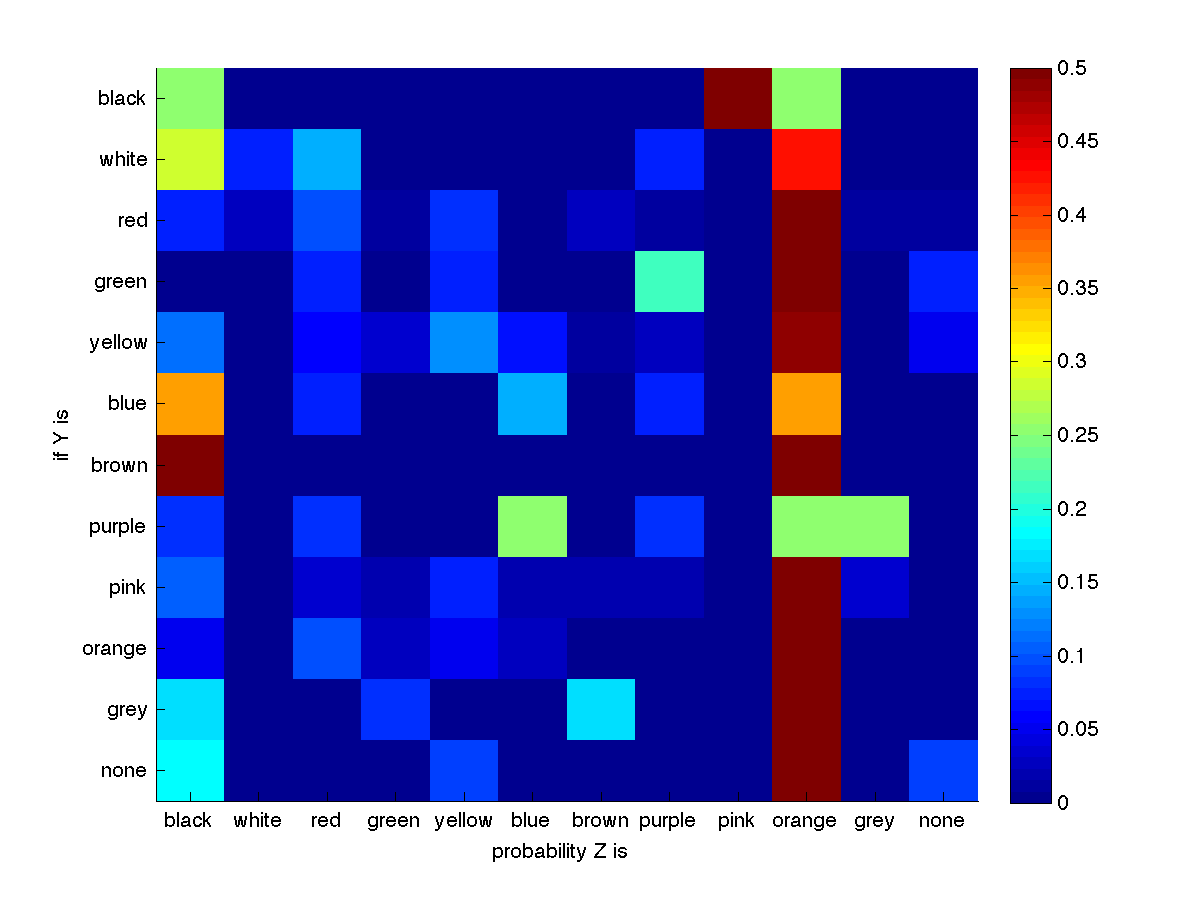 black
white
red
green
yellow
blue
brown
purple
pink
orange
grey
none
if Y is
black white red green yellow blue brown purple pink orange grey none
probability Z is
0.5
0.45
0.4
0.35
0.3
0.25
0.2
0.15
0.1
0.05
0